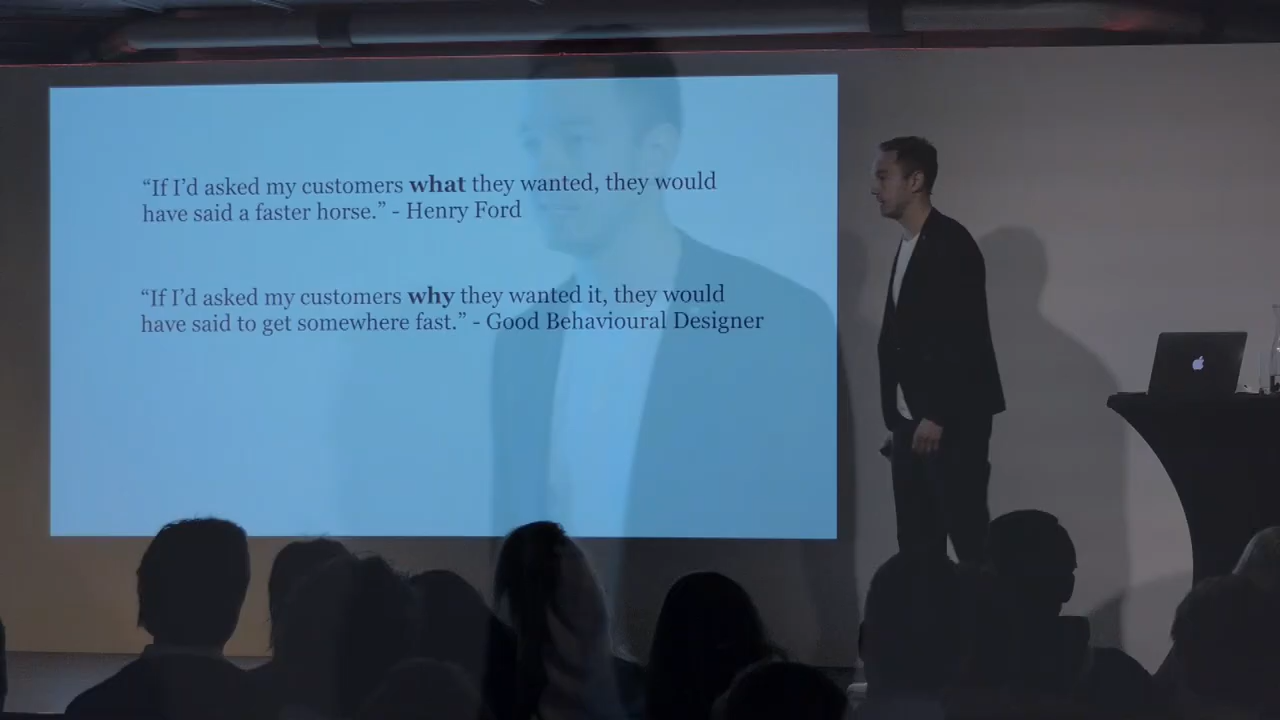 “If I’d asked my customers what they wanted, they would
have said a faster horse.” - Henry Ford
“If I’d asked my customers why they wanted it, they would
have said to get somewhere fast.” - Good Behavioural Designer